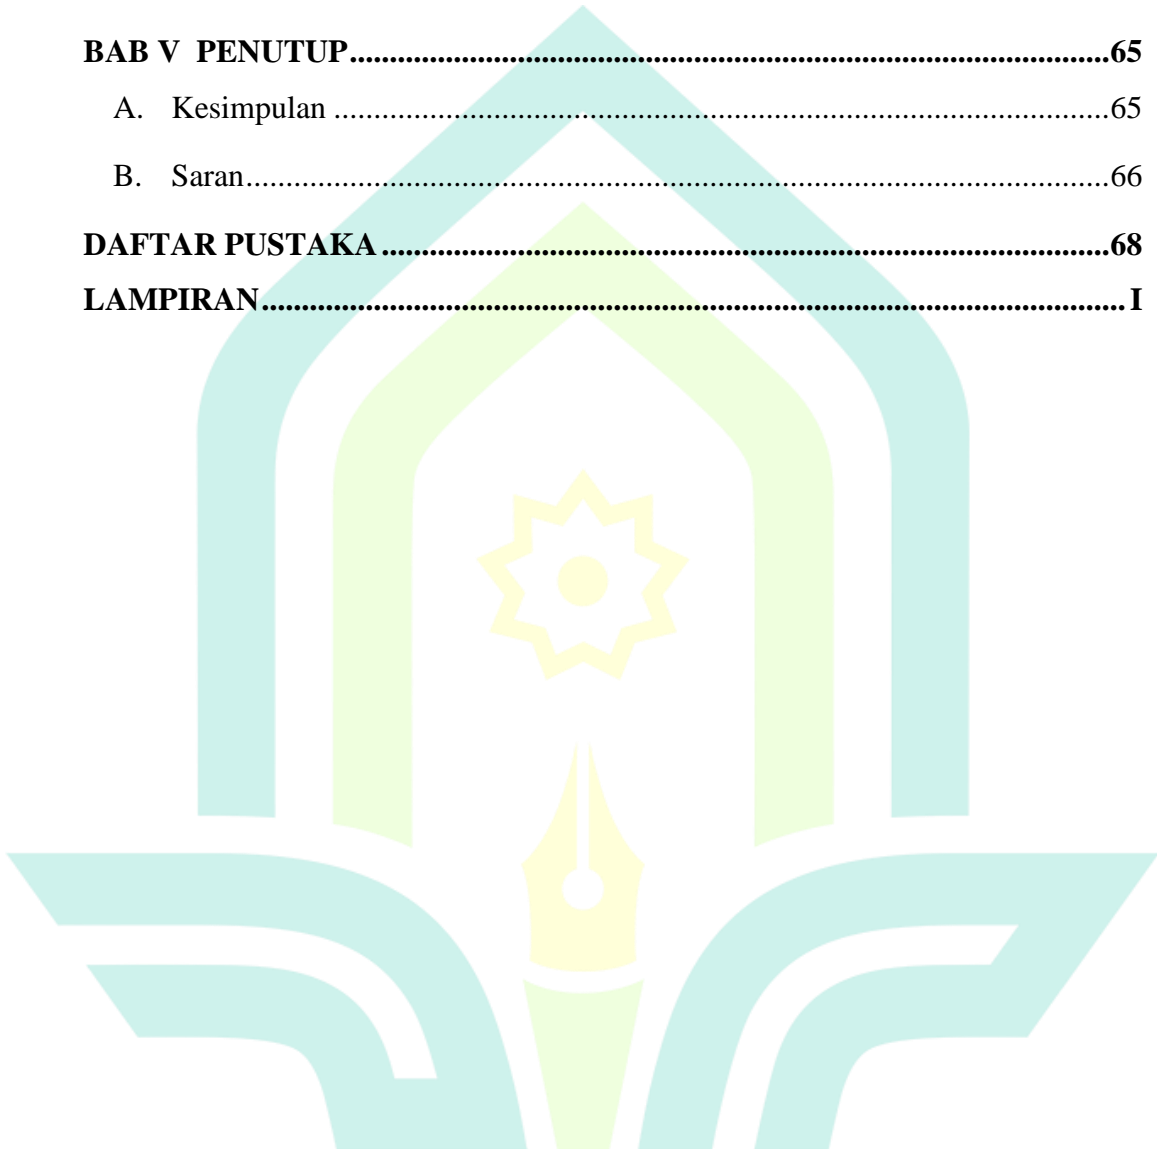 BAB V  PENUTUP...............................................................................................65
A.   Kesimpulan .................................................................................................65
B.   Saran............................................................................................................66
DAFTAR PUSTAKA...........................................................................................68
LAMPIRAN............................................................................................................I